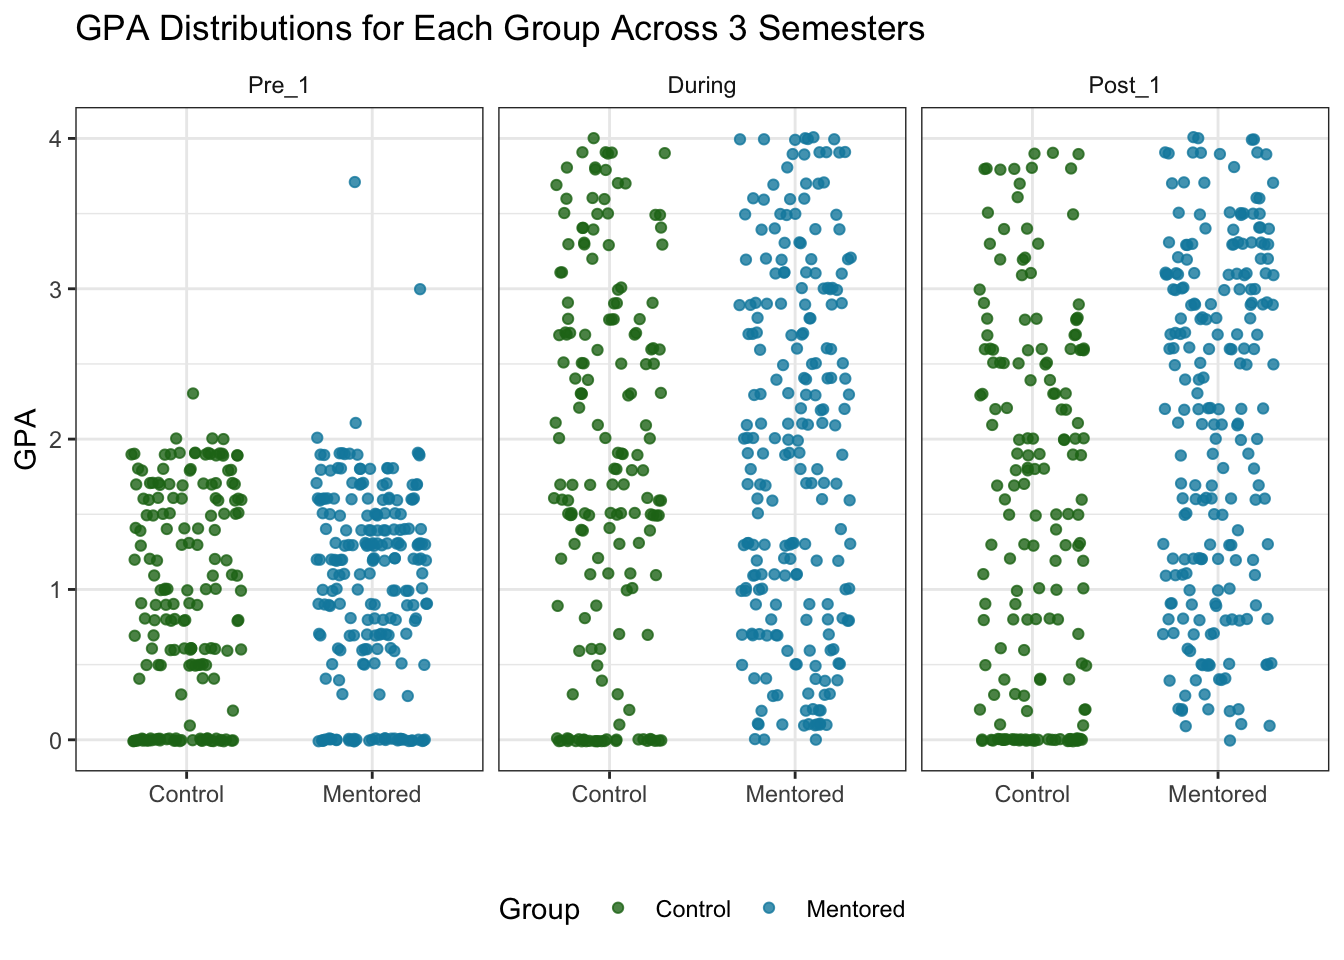 GPA Distributions for Each Group Across 3 Semesters
Pre_1 During Post_1
4
3
2
1
0
GPA
Control Mentored Control Mentored Control Mentored
Group Control Mentored